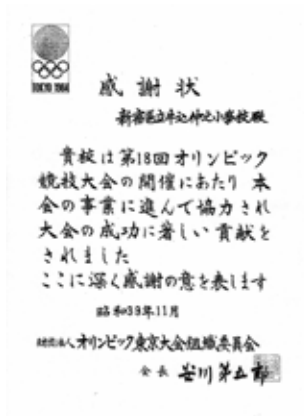 TOKYO 1964
感謝状
新宿区立牛込仲之小学校殿
貴校は第18回オリンピック
競技大会の開催にあたり 本
会の事業に進んで協力され
大会の成功に著しい貢献を
されました
ここに深く感謝の意を表します
昭和39年11月
財団法人オリンピック東京大会組織委員会
会長 安川第五郎